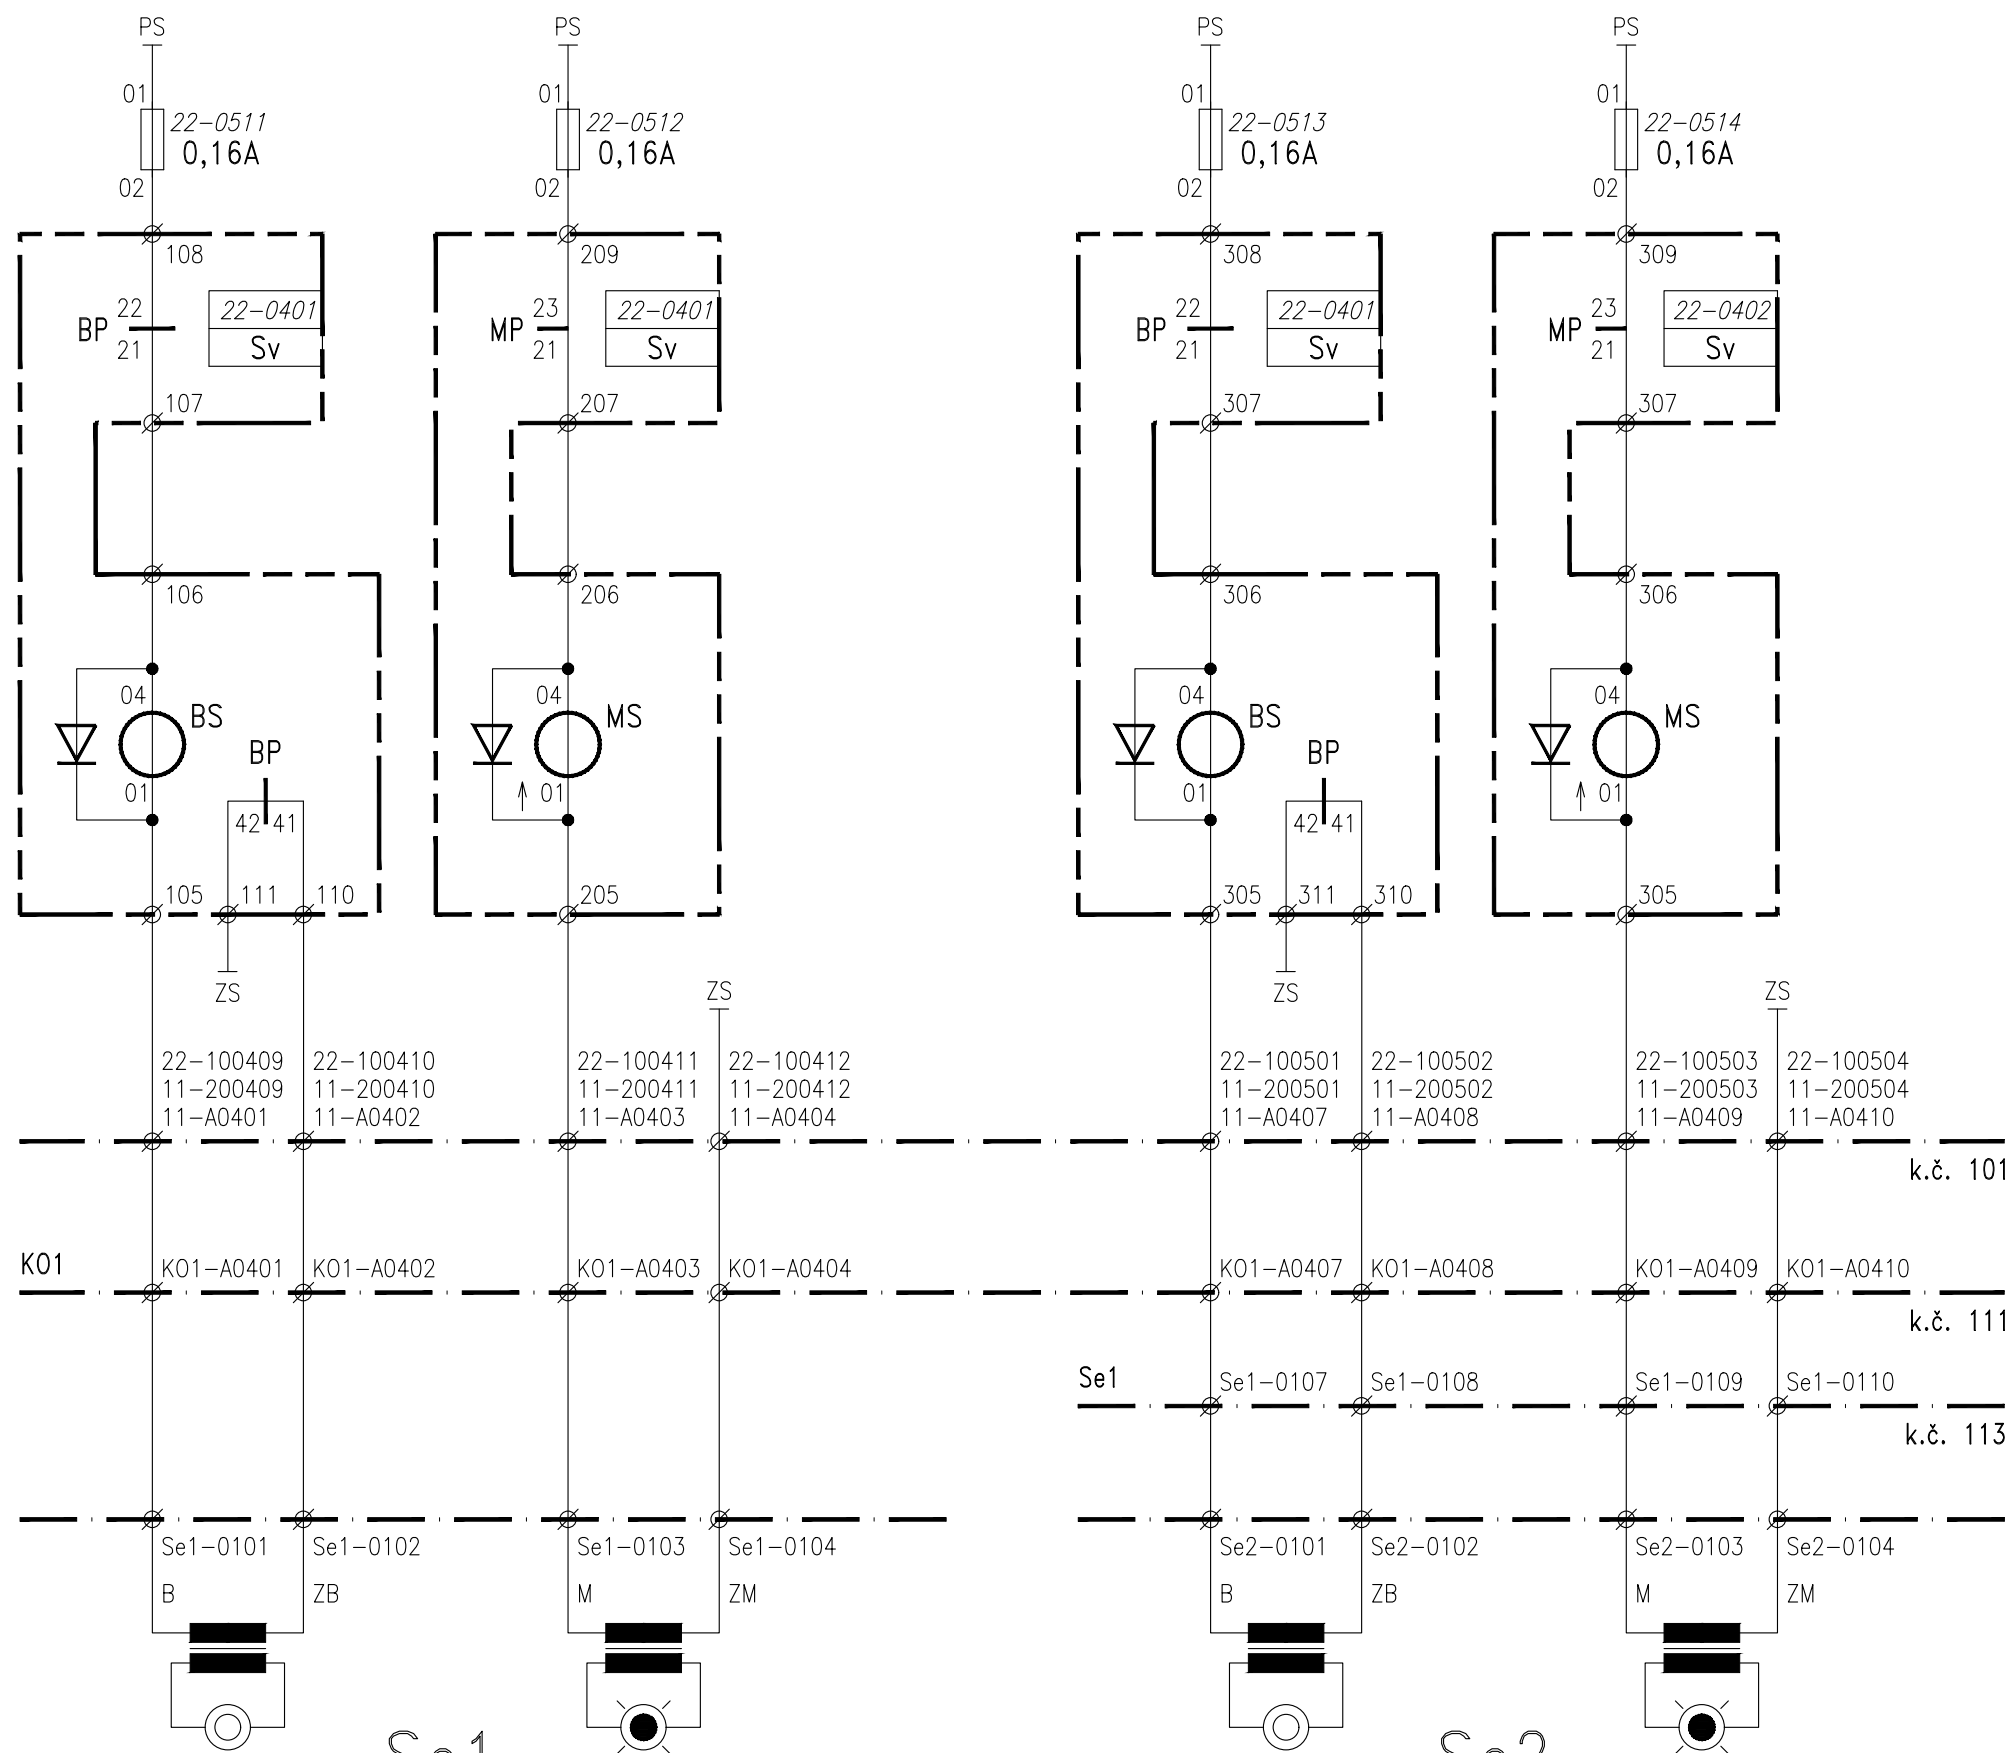 PS PS PS PS
01 01 01 01
22-0511 22-0512 22-0513 22-0514
0,16A 0,16A 0,16A 0,16A
02 02 02 02
108 209 308 309
22 22-0401 23 22-0401 22 22-0401 23 22-0402
BP MP BP MP
21 Sv 21 Sv 21 Sv 21 Sv
107 207 307 307
106 206 306 306
04 04 04 04
BS MS BS MS
BP BP
01 01 01 01
42 41 42 41
105 111 110 205 305 311 310 305
ZS ZS ZS ZS
22-100409 22-100410 22-100411 22-100412 22-100501 22-100502 22-100503 22-100504
11-200409 11-200410 11-200411 11-200412 11-200501 11-200502 11-200503 11-200504
11-A0401 11-A0402 11-A0403 11-A0404 11-A0407 11-A0408 11-A0409 11-A0410
k.č. 101
K01 K01-A0401 K01-A0402 K01-A0403 K01-A0404 K01-A0407 K01-A0408 K01-A0409 K01-A0410
k.č. 111
Se1 Se1-0107 Se1-0108 Se1-0109 Se1-0110
k.č. 113
Se1-0101 Se1-0102 Se1-0103 Se1-0104 Se2-0101 Se2-0102 Se2-0103 Se2-0104
B ZB M ZM B ZB M ZM
Se1 Se2